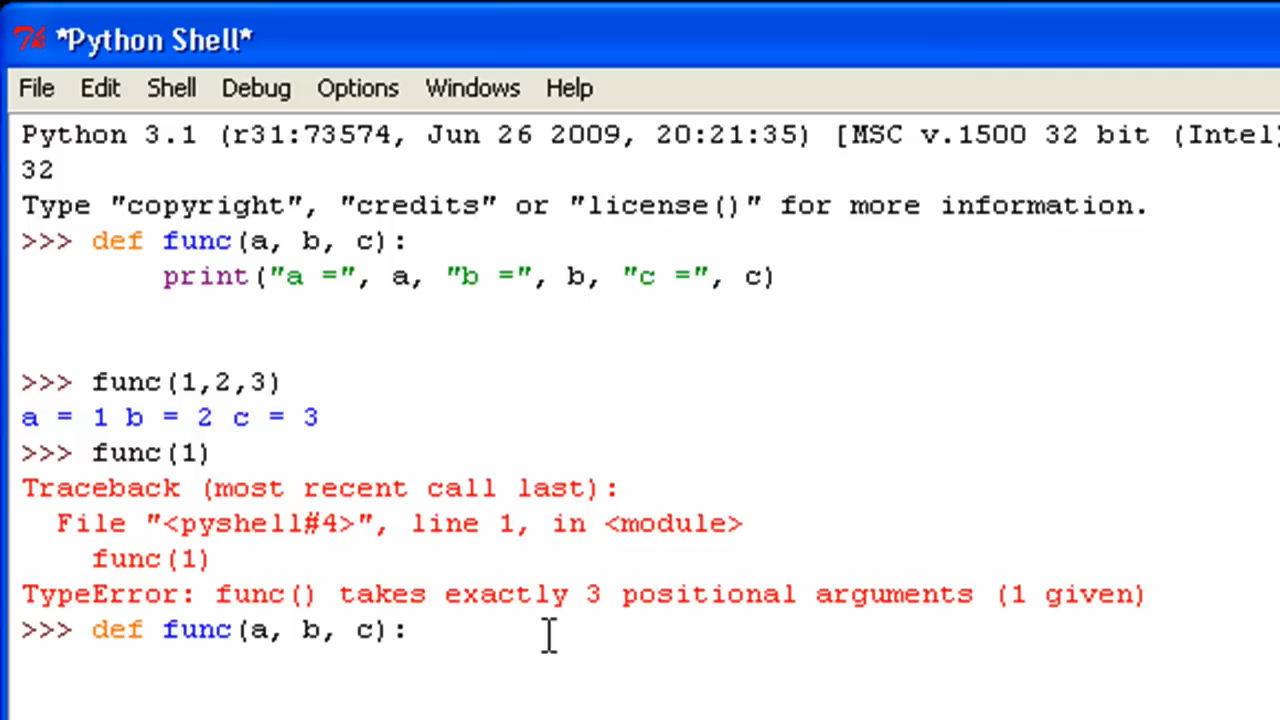 *Python Shell*
File Edit Shell Debug Options Windows Help
Python 3.1 (r31:73574, Jun 26 2009, 20:21:35) [MSC v.1500 32 bit (Intel)
32
Type "copyright", "credits" or "license()" for more information.
>>> def func(a, b, c):
        print("a =", a, "b =", b, "c =", c)
>>> func(1,2,3)
a = 1 b = 2 c = 3
>>> func(1)
Traceback (most recent call last):
  File "<pyshell#4>", line 1, in <module>
    func(1)
TypeError: func() takes exactly 3 positional arguments (1 given)
>>> def func(a, b, c):